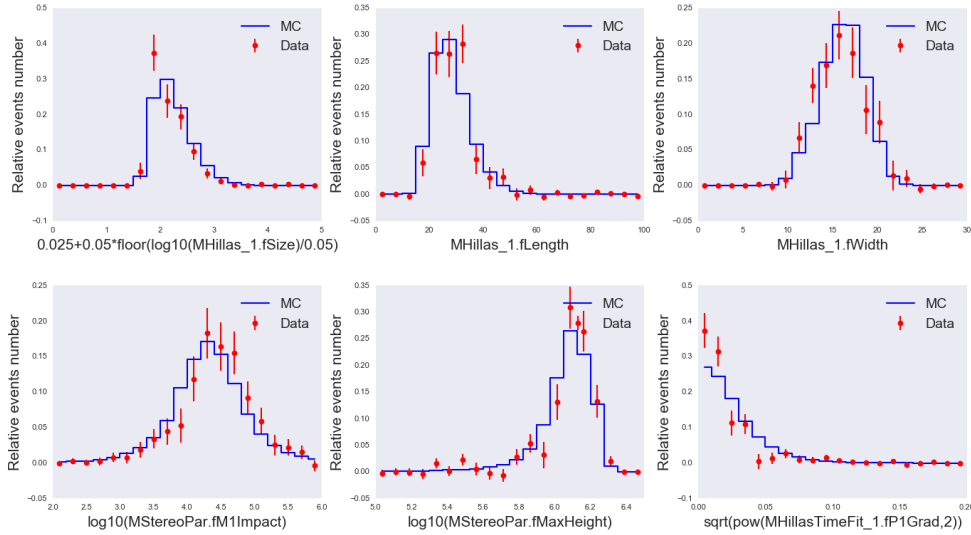 0.5
0.4
0.3
0.2
0.1
0.0
−0.1
0 1 2 3 4 5
Relative events number
MC
Data
0.025+0.05*floor(log10(MHillas_1.fSize)/0.05)
0.35
0.30
0.25
0.20
0.15
0.10
0.05
0.00
−0.05
0 20 40 60 80 100
Relative events number
MC
Data
MHillas_1.fLength
0.25
0.20
0.15
0.10
0.05
0.00
−0.05
0 5 10 15 20 25 30
Relative events number
MC
Data
MHillas_1.fWidth
0.25
0.20
0.15
0.10
0.05
0.00
−0.05
2.0 2.5 3.0 3.5 4.0 4.5 5.0 5.5 6.0
Relative events number
MC
Data
log10(MStereoPar.fM1Impact)
0.35
0.30
0.25
0.20
0.15
0.10
0.05
0.00
−0.05
5.0 5.2 5.4 5.6 5.8 6.0 6.2 6.4
Relative events number
MC
Data
log10(MStereoPar.fMaxHeight)
0.5
0.4
0.3
0.2
0.1
0.0
−0.1
0.00 0.05 0.10 0.15 0.20
Relative events number
MC
Data
sqrt(pow(MHillasTimeFit_1.fP1Grad,2))